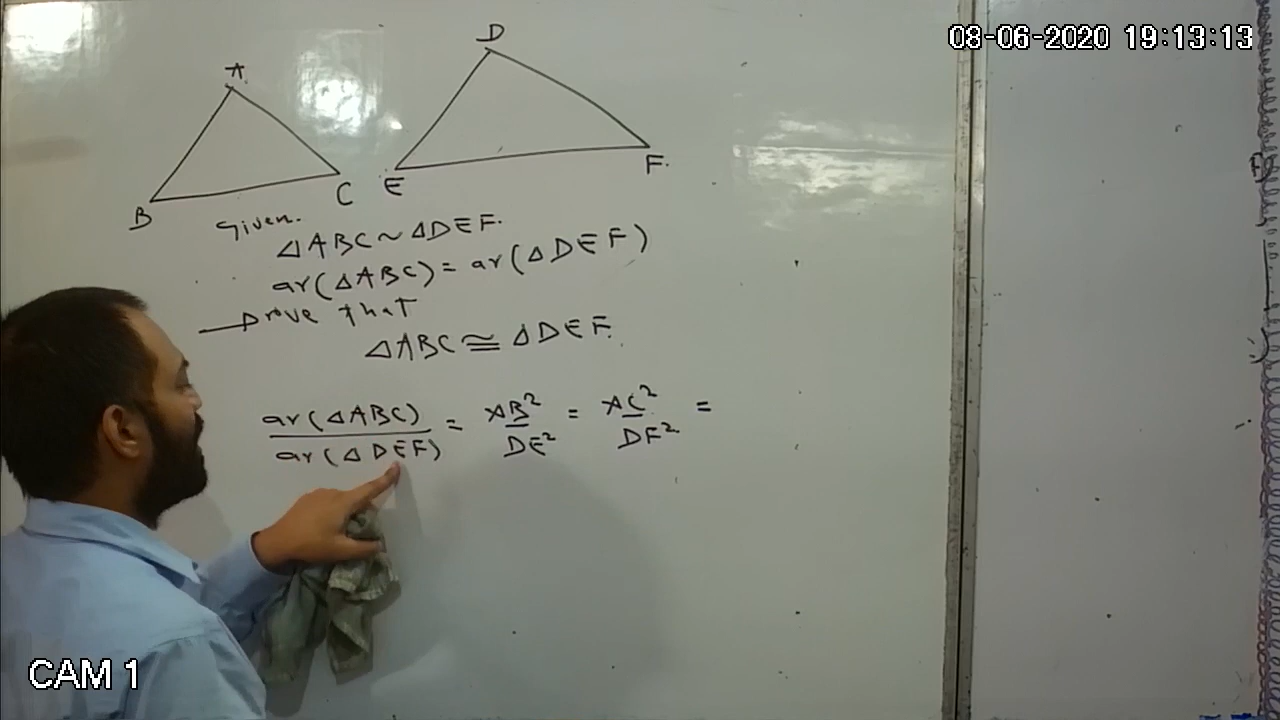 08-06-2020 19:13:13
D
A
F.
C
E
B
Given.
△ABC ~ △DEF.
ar(△ABC) = ar(△DEF)
Prove that
△ABC ≅ △DEF.
ar(△ABC) / ar(△DEF) = AB² / DE² = AC² / DF² =
CAM 1